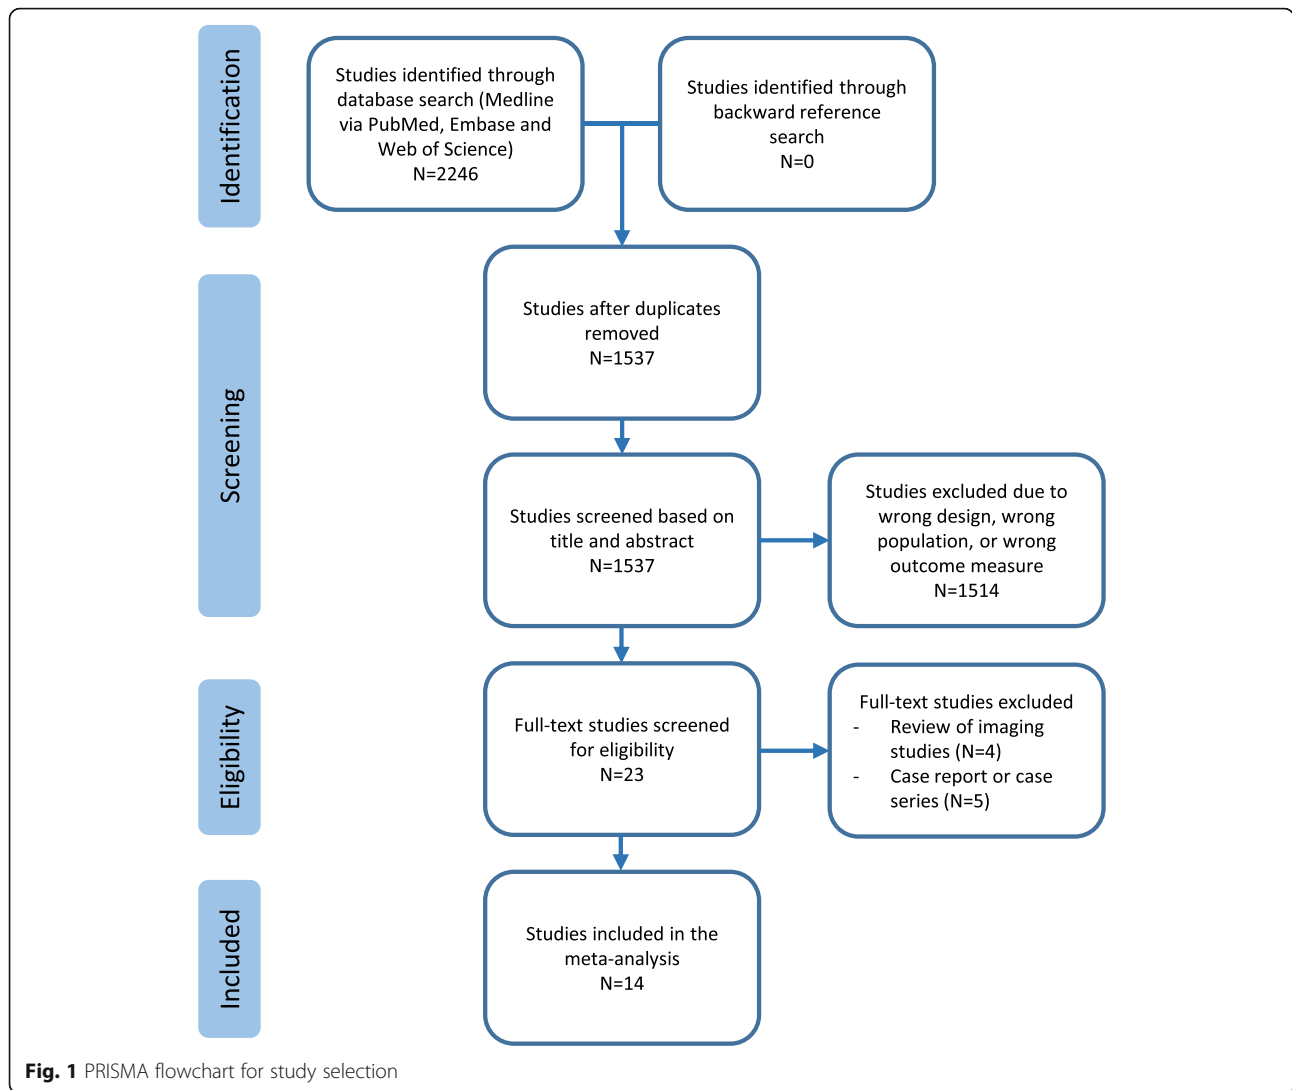 Identification
Studies identified through
database search (Medline
via PubMed, Embase and
Web of Science)
N=2246
Studies identified through
backward reference
search
N=0
Screening
Studies after duplicates
removed
N=1537
Studies screened based on
title and abstract
N=1537
Studies excluded due to
wrong design, wrong
population, or wrong
outcome measure
N=1514
Eligibility
Full-text studies screened
for eligibility
N=23
Full-text studies excluded
- Review of imaging
studies (N=4)
- Case report or case
series (N=5)
Included
Studies included in the
meta-analysis
N=14
Fig. 1 PRISMA flowchart for study selection